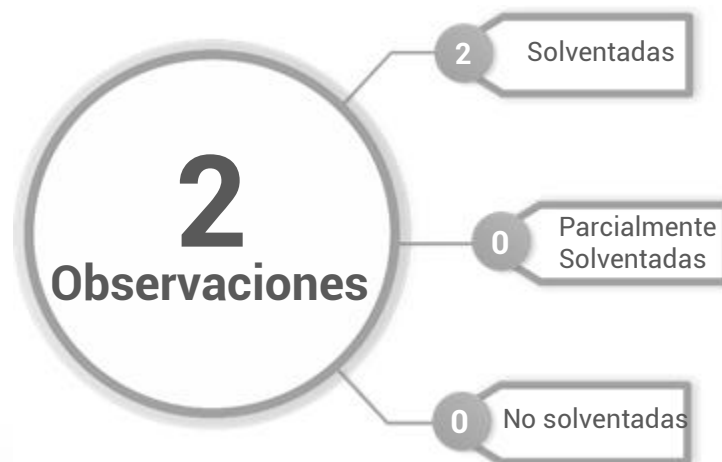 2
Observaciones
2
Solventadas
0
Parcialmente
Solventadas
0
No solventadas